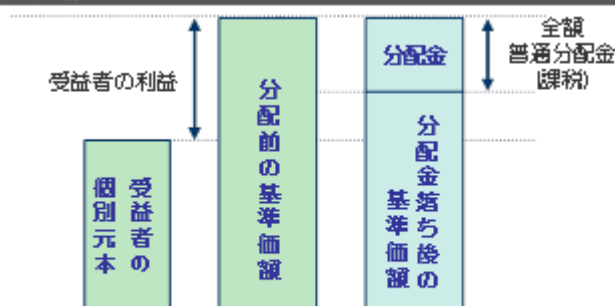 全額
普通分配金
(課税)
分配金
受益者の利益
受益者の
個別元本
分配前の基準価額
分配金落ち後の
基準価額